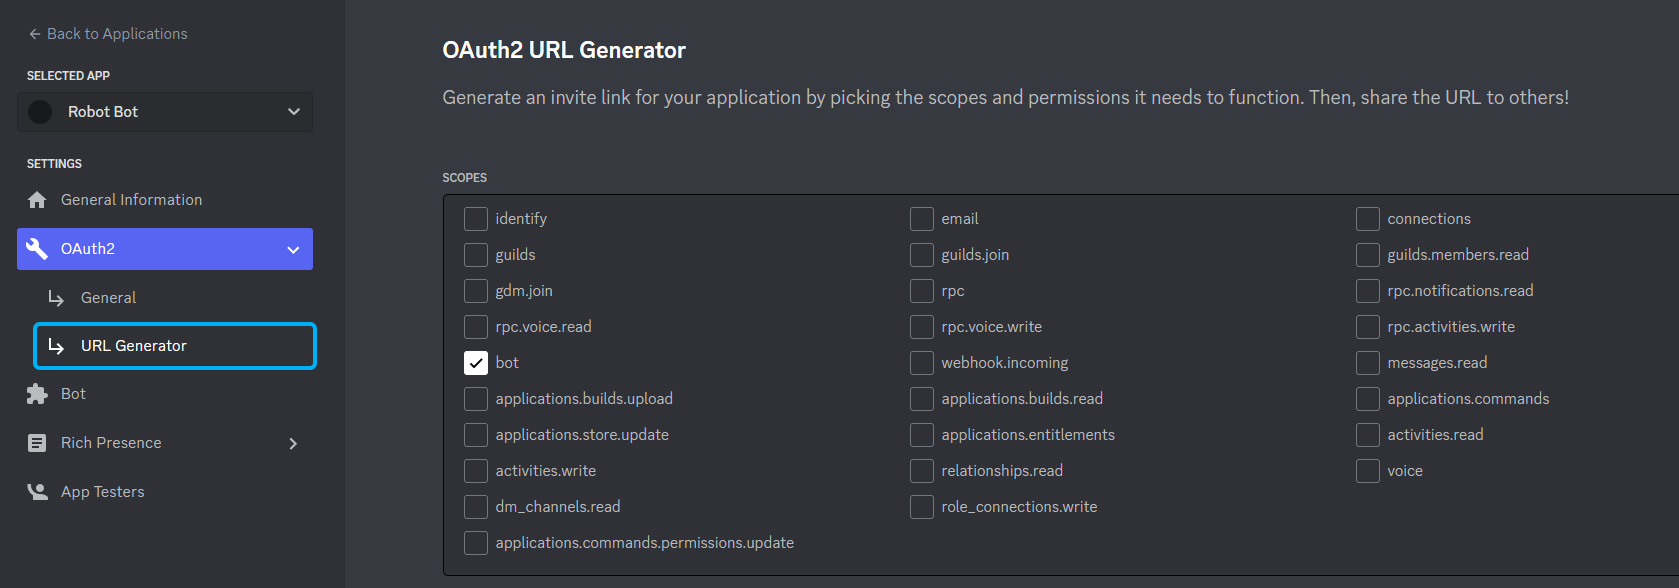 Back to Applications
SELECTED APP
Robot Bot
SETTINGS
General Information
OAuth2
General
URL Generator
Bot
Rich Presence
App Testers
OAuth2 URL Generator
Generate an invite link for your application by picking the scopes and permissions it needs to function. Then, share the URL to others!
SCOPES
identify email connections
guilds guilds.join guilds.members.read
gdm.join rpc rpc.notifications.read
rpc.voice.read rpc.voice.write rpc.activities.write
bot webhook.incoming messages.read
applications.builds.upload applications.builds.read applications.commands
applications.store.update applications.entitlements activities.read
activities.write relationships.read voice
dm_channels.read role_connections.write
applications.commands.permissions.update